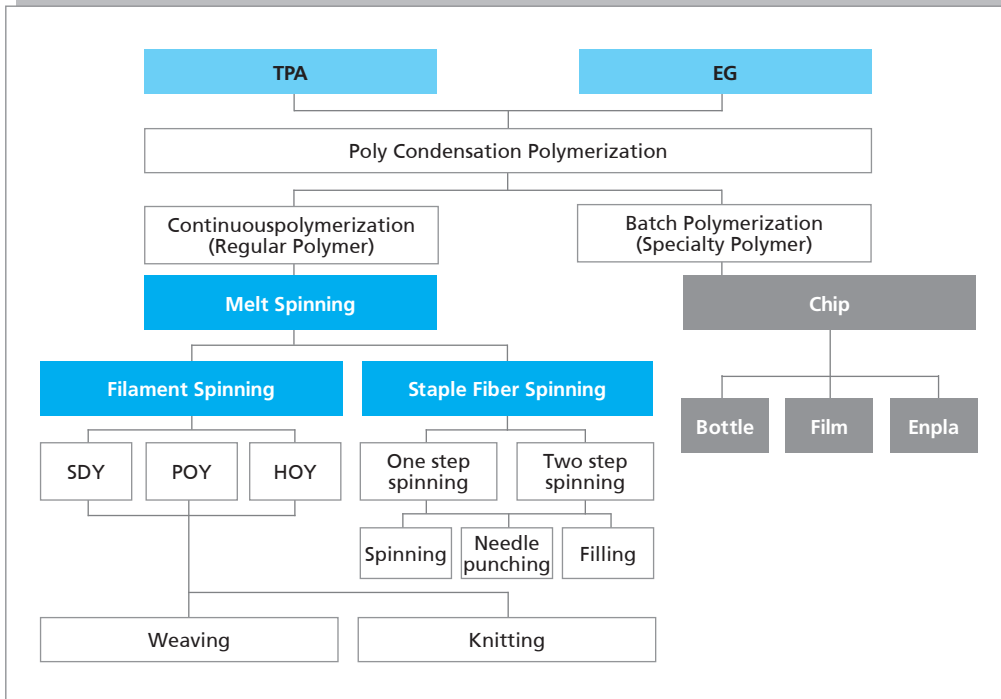 TPA
EG
Poly Condensation Polymerization
Continuouspolymerization
(Regular Polymer)
Batch Polymerization
(Specialty Polymer)
Melt Spinning
Chip
Filament Spinning
Staple Fiber Spinning
Bottle
Film
Enpla
SDY
POY
HOY
One step
spinning
Two step
spinning
Spinning
Needle
punching
Filling
Weaving
Knitting